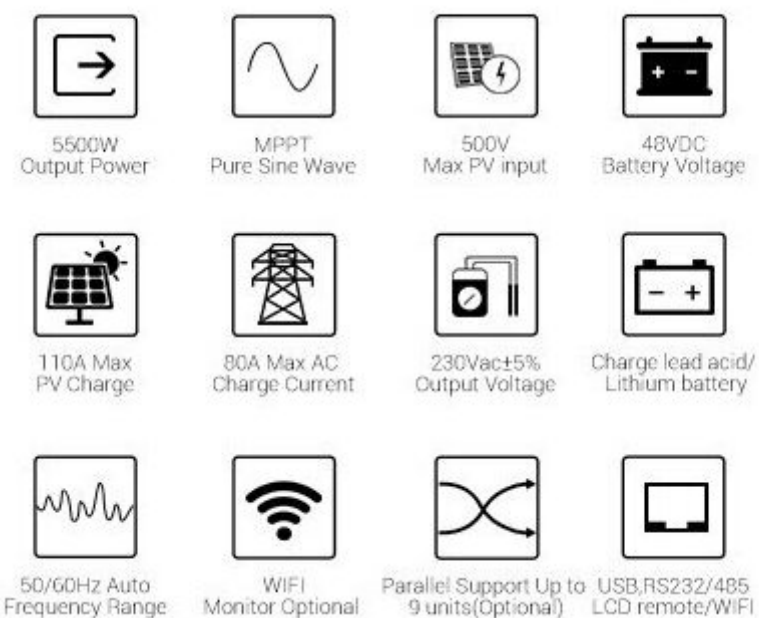 5500W
Output Power
MPPT
Pure Sine Wave
500V
Max PV input
48VDC
Battery Voltage
110A Max
PV Charge
80A Max AC
Charge Current
230Vac±5%
Output Voltage
Charge lead acid/
Lithium battery
50/60Hz Auto
Frequency Range
WIFI
Monitor Optional
Parallel Support Up to
9 units(Optional)
USB,RS232/485
LCD remote/WIFI